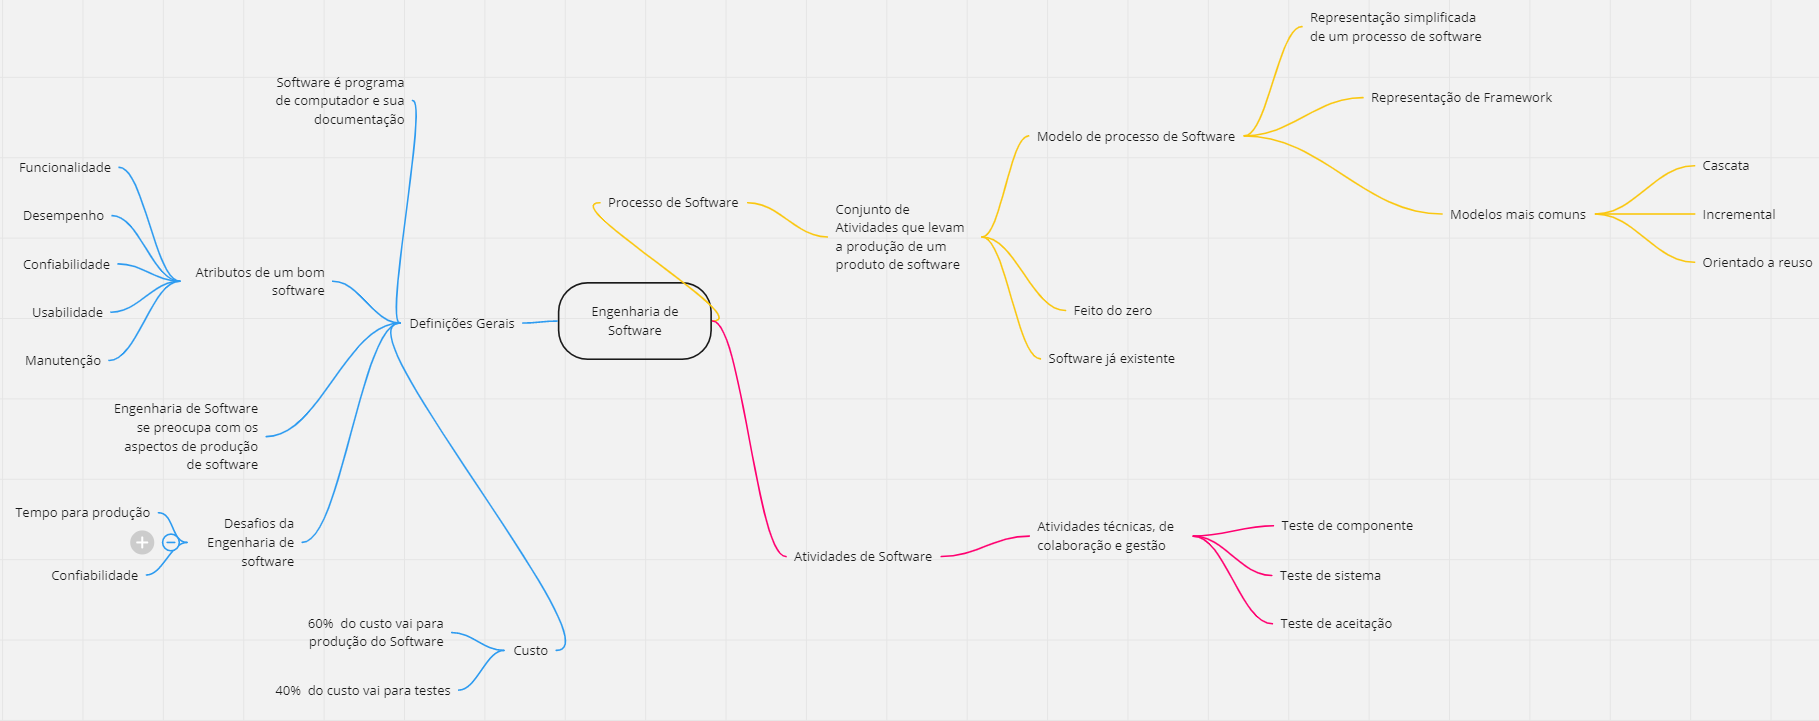 Software é programa
de computador e sua
documentação
Funcionalidade
Desempenho
Confiabilidade
Usabilidade
Manutenção
Atributos de um bom
software
Definições Gerais
Engenharia de Software
se preocupa com os
aspectos de produção
de software
Tempo para produção
Confiabilidade
Desafios da
Engenharia de
software
60%  do custo vai para
produção do Software
40%  do custo vai para testes
Custo
Engenharia de
Software
Processo de Software
Conjunto de
Atividades que levam
a produção de um
produto de software
Modelo de processo de Software
Representação simplificada
de um processo de software
Representação de Framework
Modelos mais comuns
Cascata
Incremental
Orientado a reuso
Feito do zero
Software já existente
Atividades de Software
Atividades técnicas, de
colaboração e gestão
Teste de componente
Teste de sistema
Teste de aceitação